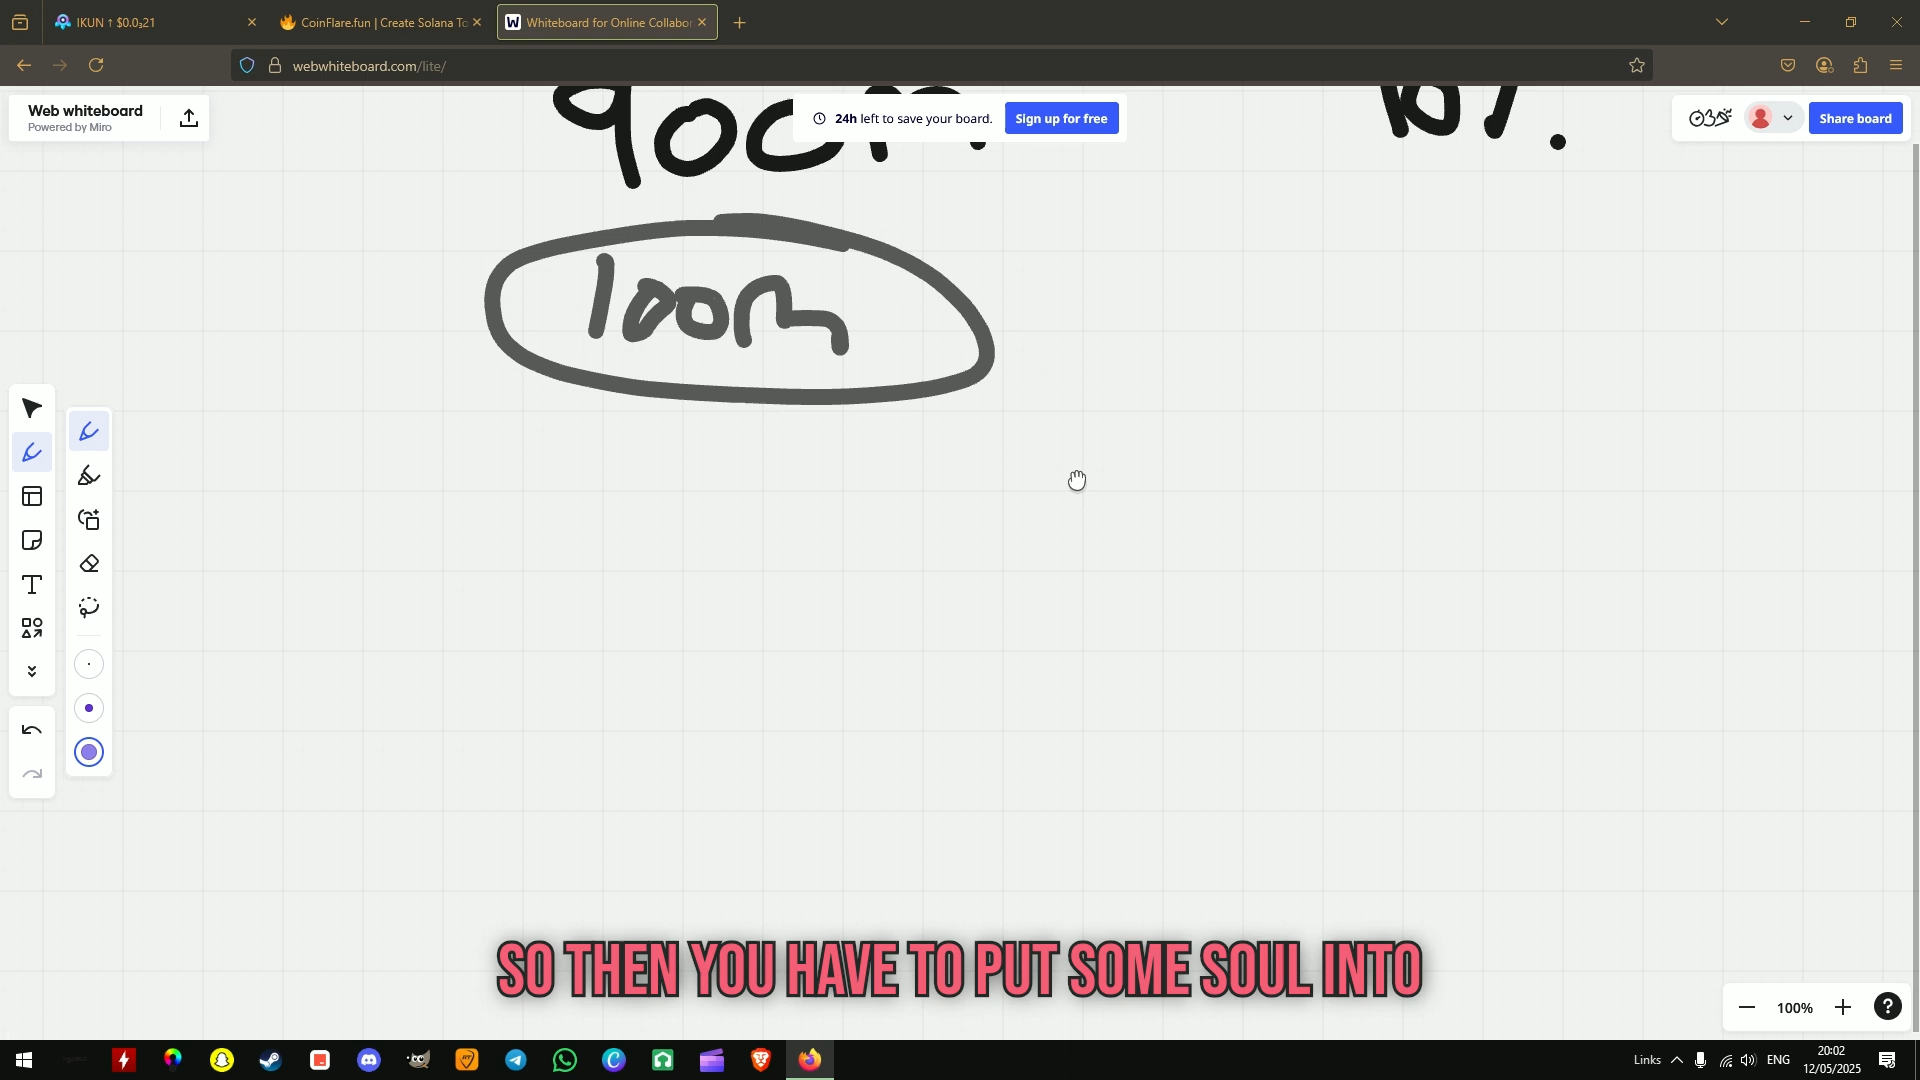 IKUN ↑ $0.0₃21
CoinFlare.fun | Create Solana To
Whiteboard for Online Collabor
webwhiteboard.com/lite/
Web whiteboard
Powered by Miro
24h left to save your board.
Sign up for free
Share board
100m
SO THEN YOU HAVE TO PUT SOME SOUL INTO
100%
Links
ENG
20:02
12/05/2025